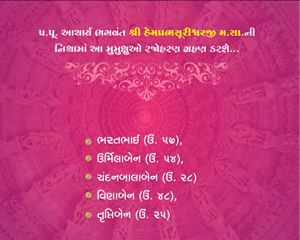 પ.પૂ. આચાર્ય ભગવંત શ્રી હેમપ્રભસૂરીશ્વરજી મ.સા.ની
નિશ્રામાં આ મુમુક્ષુઓ રજોહરણ ગ્રહણ કરશે...
ભરતભાઈ (ઉં. ૫૭),
ઉર્મિલાબેન (ઉં. ૫૪),
ચંદનબાલાબેન (ઉં. ૨૮)
વિણાબેન (ઉં. ૪૮),
તૃપ્તિબેન (ઉં. ૨૫)